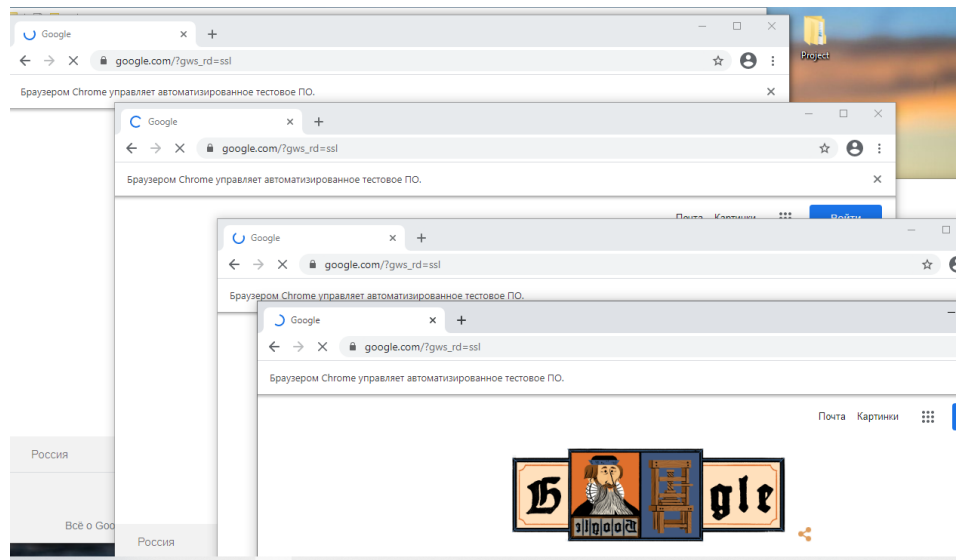 Google
google.com/?gws_rd=ssl
Браузером Chrome управляет автоматизированное тестовое ПО.
Project
Google
google.com/?gws_rd=ssl
Браузером Chrome управляет автоматизированное тестовое ПО.
Почта Картинки Войти
Google
google.com/?gws_rd=ssl
Браузером Chrome управляет автоматизированное тестовое ПО.
Google
google.com/?gws_rd=ssl
Браузером Chrome управляет автоматизированное тестовое ПО.
Почта Картинки
G gle
Google
Россия
Всё о Goo
Россия